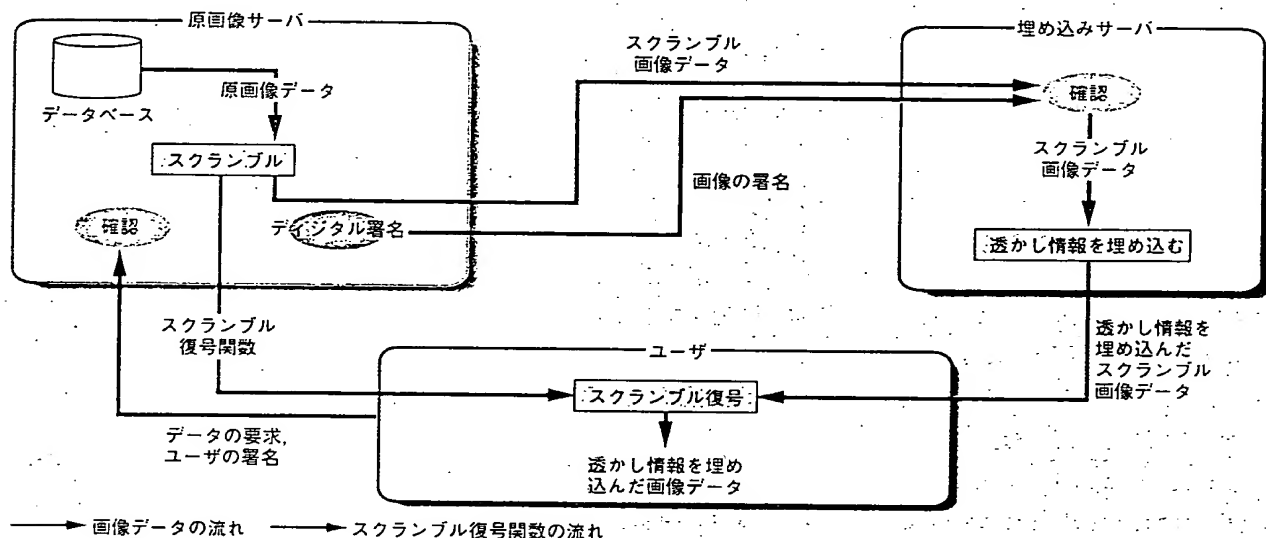 原画像サーバ
データベース
原画像データ
スクランブル
確認
ディジタル署名
スクランブル
画像データ
画像の署名
埋め込みサーバ
確認
スクランブル
画像データ
透かし情報を埋め込む
スクランブル
復号関数
透かし情報を
埋め込んだ
スクランブル
画像データ
ユーザ
スクランブル復号
透かし情報を埋め
込んだ画像データ
データの要求,
ユーザの署名
画像データの流れ
スクランブル復号関数の流れ